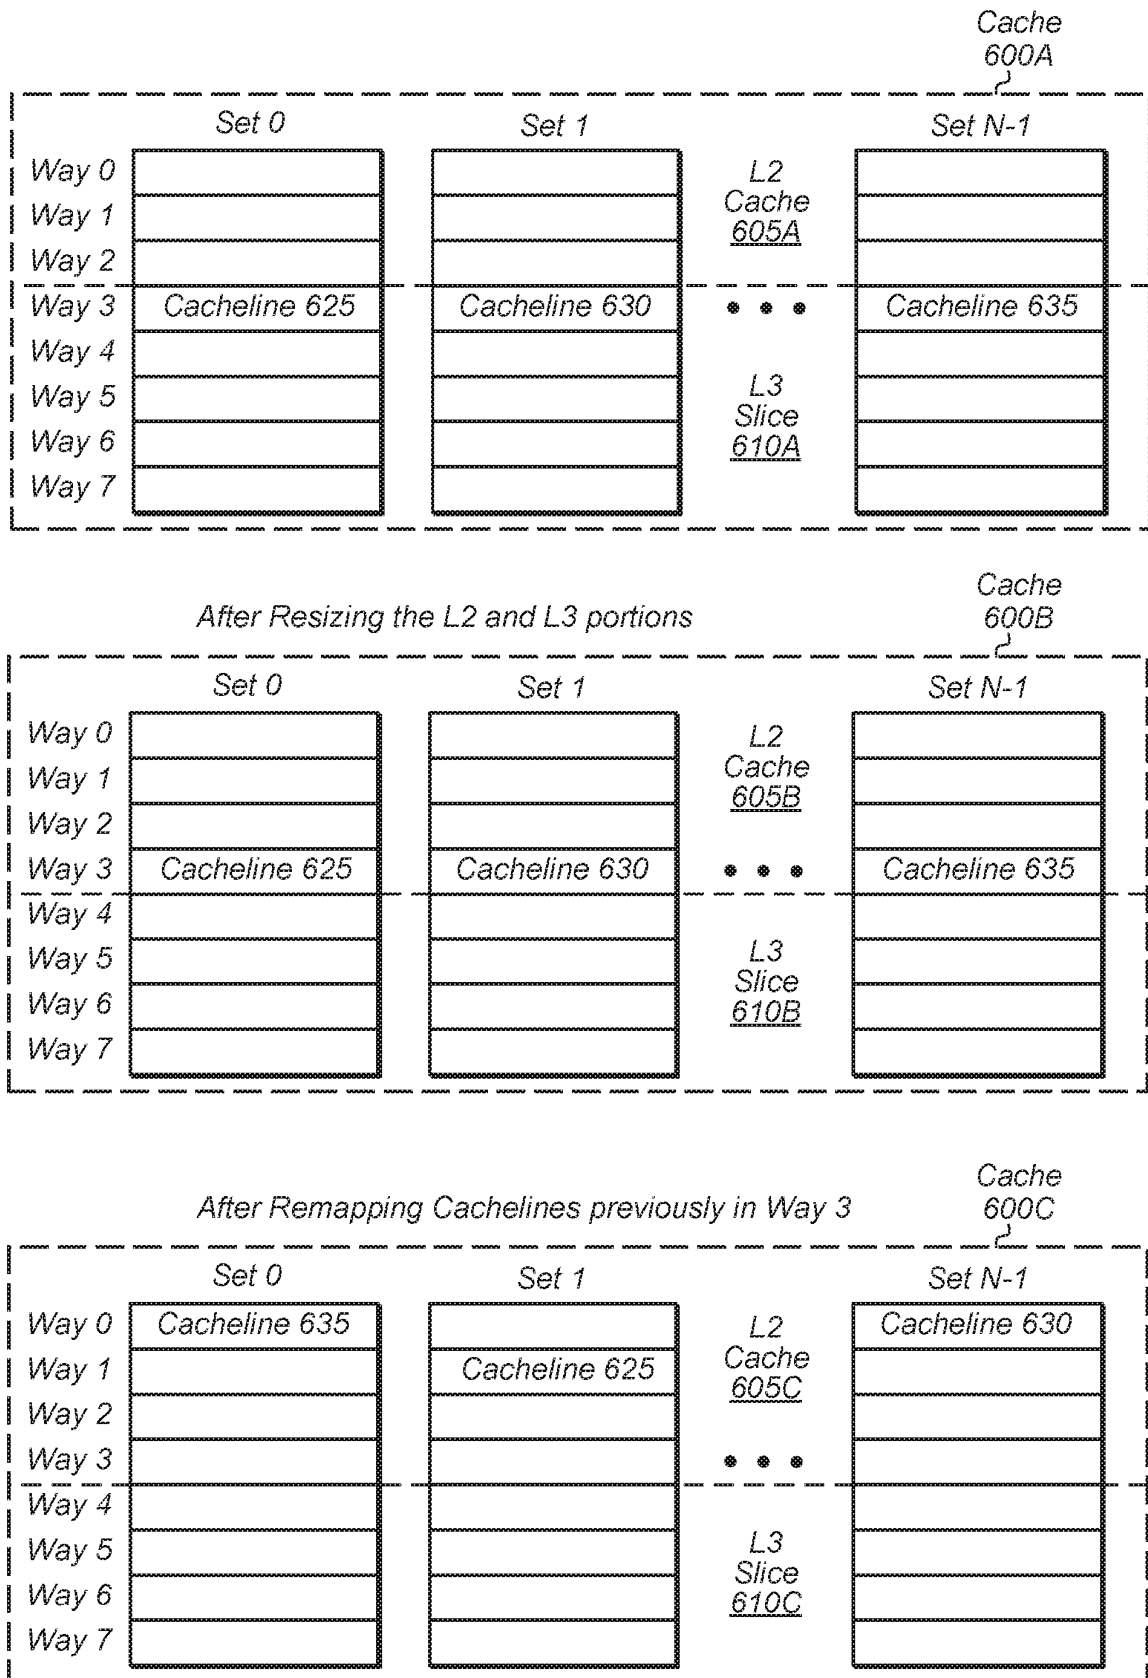 Cache
600A
Set 0 Set 1 Set N-1
Way 0
Way 1
Way 2
L2
Cache
605A
Way 3 Cacheline 625 Cacheline 630 • • • Cacheline 635
Way 4
Way 5
Way 6
Way 7
L3
Slice
610A
After Resizing the L2 and L3 portions
Cache
600B
Set 0 Set 1 Set N-1
Way 0
Way 1
Way 2
L2
Cache
605B
Way 3 Cacheline 625 Cacheline 630 • • • Cacheline 635
Way 4
Way 5
Way 6
Way 7
L3
Slice
610B
After Remapping Cachelines previously in Way 3
Cache
600C
Set 0 Set 1 Set N-1
Way 0 Cacheline 635 Cacheline 630
Way 1 Cacheline 625
Way 2
L2
Cache
605C
Way 3 • • •
Way 4
Way 5
Way 6
Way 7
L3
Slice
610C